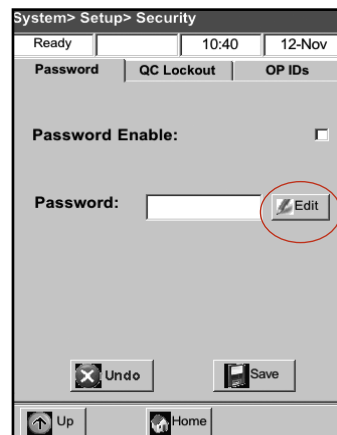 System> Setup> Security
Ready 10:40 12-Nov
Password QC Lockout OP IDs
Password Enable:
Password: Edit
Undo Save
Up Home